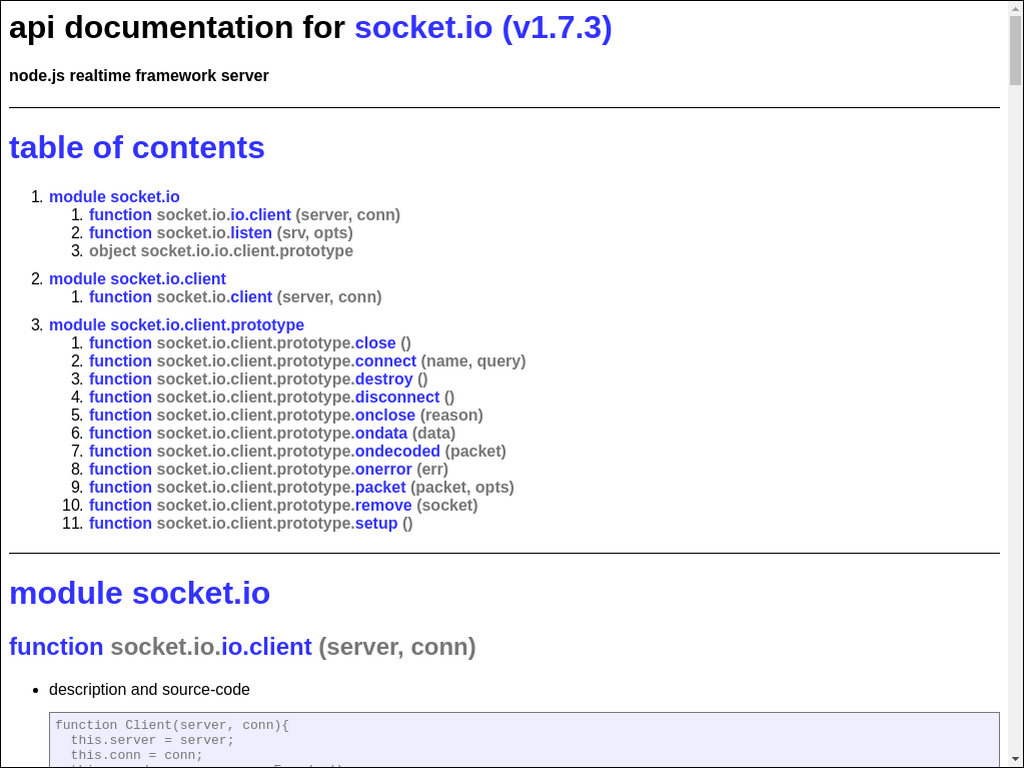 api documentation for socket.io (v1.7.3)
node.js realtime framework server
table of contents
1. module socket.io
1. function socket.io.io.client (server, conn)
2. function socket.io.listen (srv, opts)
3. object socket.io.io.client.prototype
2. module socket.io.client
1. function socket.io.client (server, conn)
3. module socket.io.client.prototype
1. function socket.io.client.prototype.close ()
2. function socket.io.client.prototype.connect (name, query)
3. function socket.io.client.prototype.destroy ()
4. function socket.io.client.prototype.disconnect ()
5. function socket.io.client.prototype.onclose (reason)
6. function socket.io.client.prototype.ondata (data)
7. function socket.io.client.prototype.ondecoded (packet)
8. function socket.io.client.prototype.onerror (err)
9. function socket.io.client.prototype.packet (packet, opts)
10. function socket.io.client.prototype.remove (socket)
11. function socket.io.client.prototype.setup ()
module socket.io
function socket.io.io.client (server, conn)
• description and source-code
function Client(server, conn){
this.server = server;
this.conn = conn;